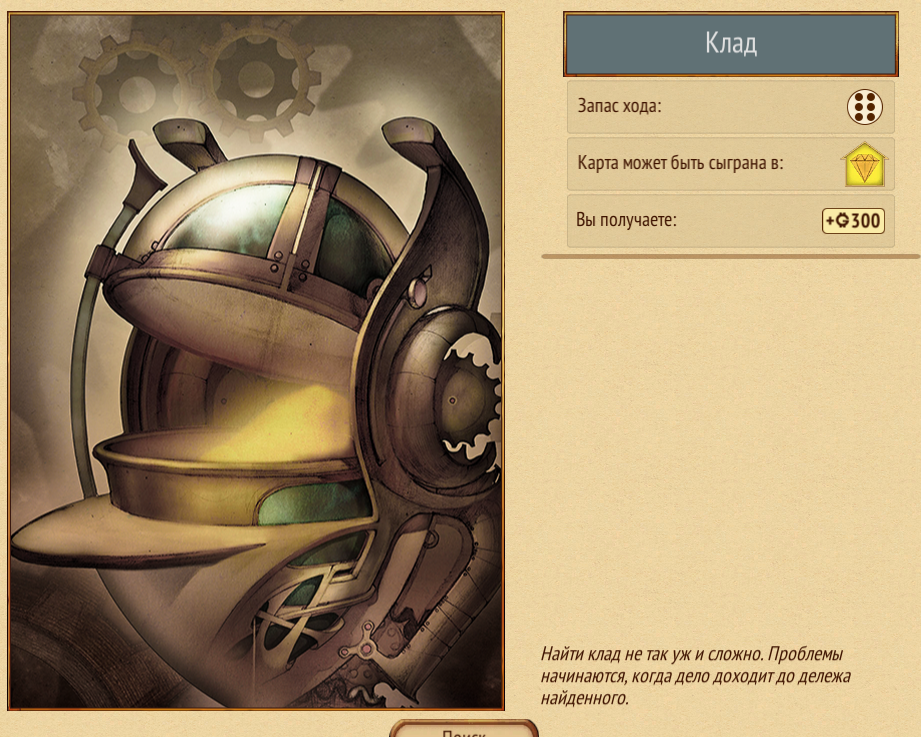 Клад
Запас хода:
Карта может быть сыграна в:
Вы получаете:
+300
Найти клад не так уж и сложно. Проблемы
начинаются, когда дело доходит до дележа
найденного.
Поиск